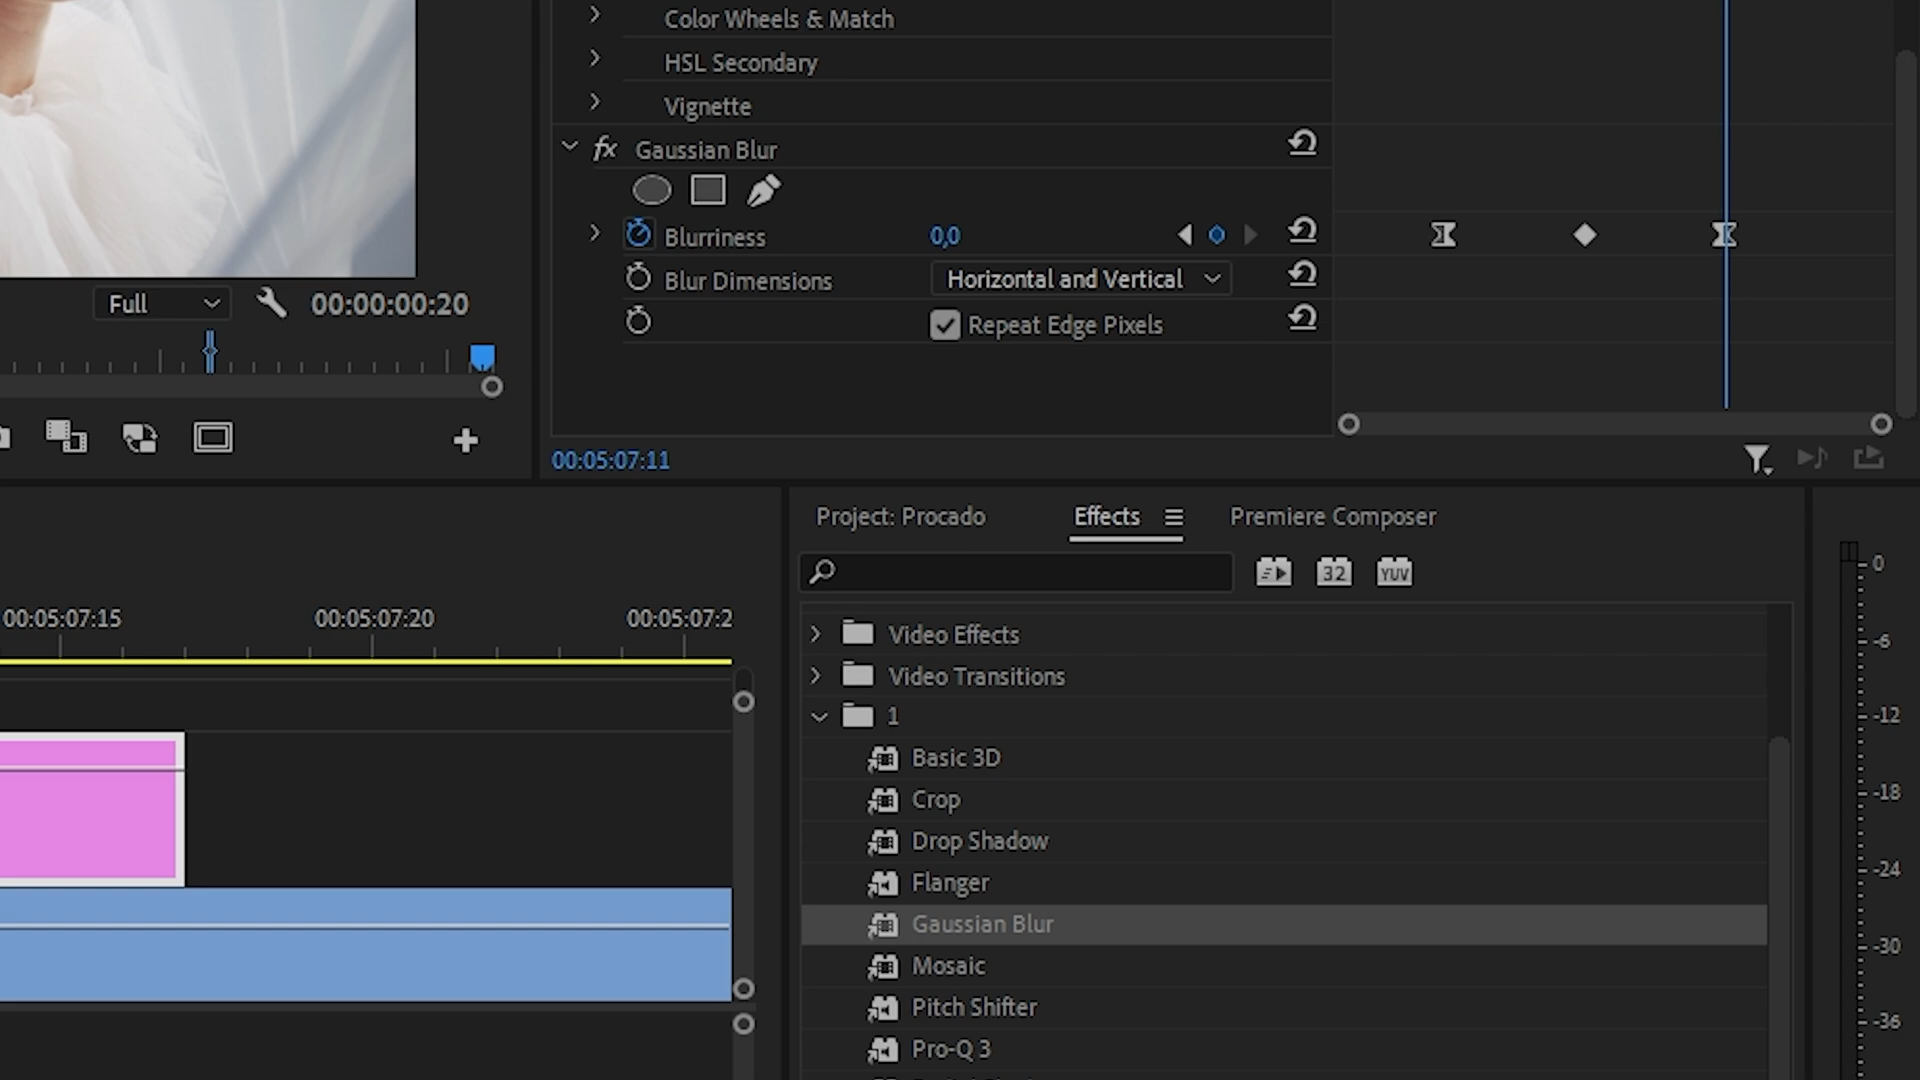 Color Wheels & Match
HSL Secondary
Vignette
fx Gaussian Blur
Blurriness 0,0
Blur Dimensions Horizontal and Vertical
Repeat Edge Pixels
Full 00:00:00:20
00:05:07:11
Project: Procado Effects Premiere Composer
32 YUV
00:05:07:15 00:05:07:20 00:05:07:2
Video Effects
Video Transitions
1
Basic 3D
Crop
Drop Shadow
Flanger
Gaussian Blur
Mosaic
Pitch Shifter
Pro-Q 3
0
-6
-12
-18
-24
-30
-36